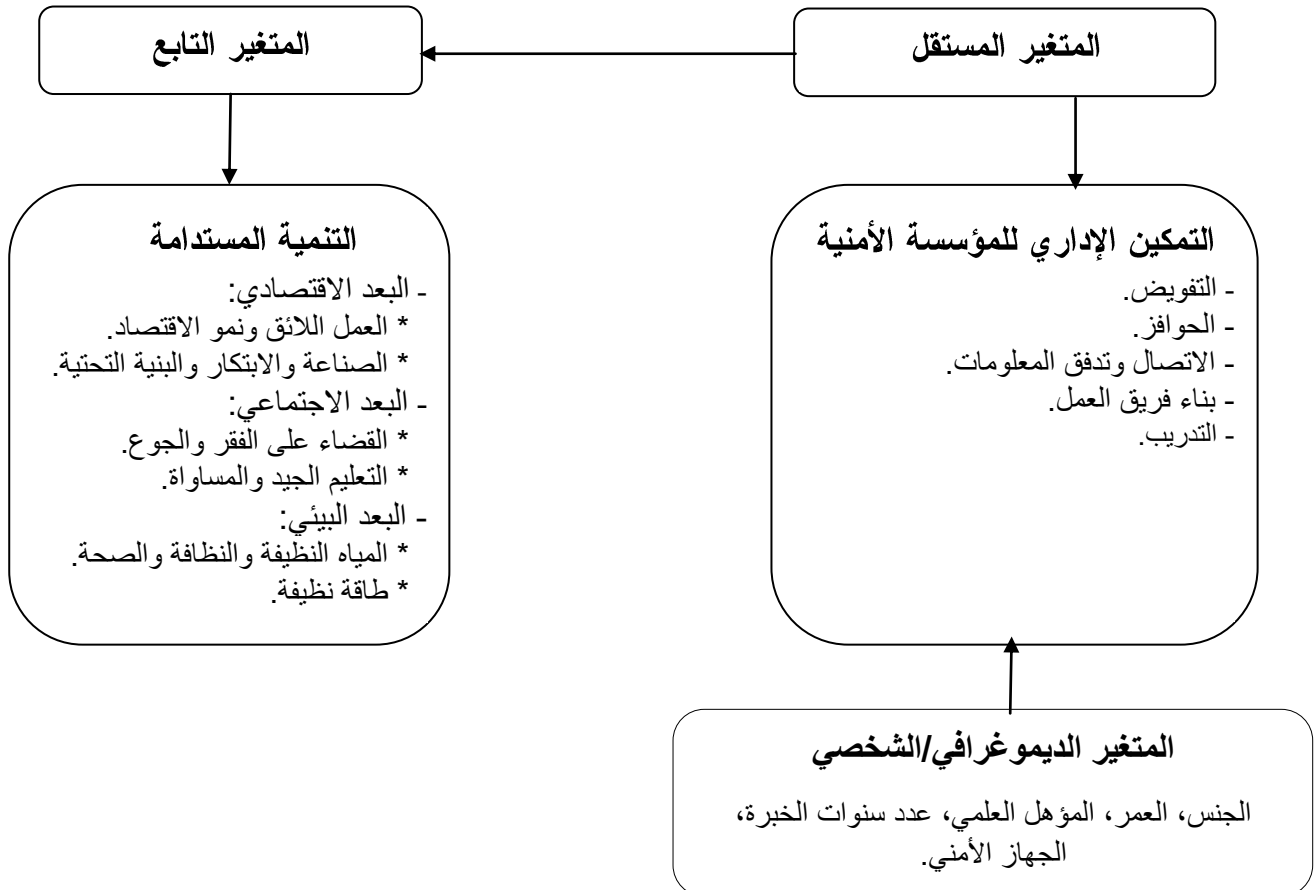 المتغير المستقل
المتغير التابع
التمكين الإداري للمؤسسة الأمنية
- التفويض.
- الحوافز.
- الاتصال وتدفق المعلومات.
- بناء فريق العمل.
- التدريب.
التنمية المستدامة
- البعد الاقتصادي:
* العمل اللائق ونمو الاقتصاد.
* الصناعة والابتكار والبنية التحتية.
- البعد الاجتماعي:
* القضاء على الفقر والجوع.
* التعليم الجيد والمساواة.
- البعد البيئي:
* المياه النظيفة والنظافة والصحة.
* طاقة نظيفة.
المتغير الديموغرافي/الشخصي
الجنس، العمر، المؤهل العلمي، عدد سنوات الخبرة،
الجهاز الأمني.